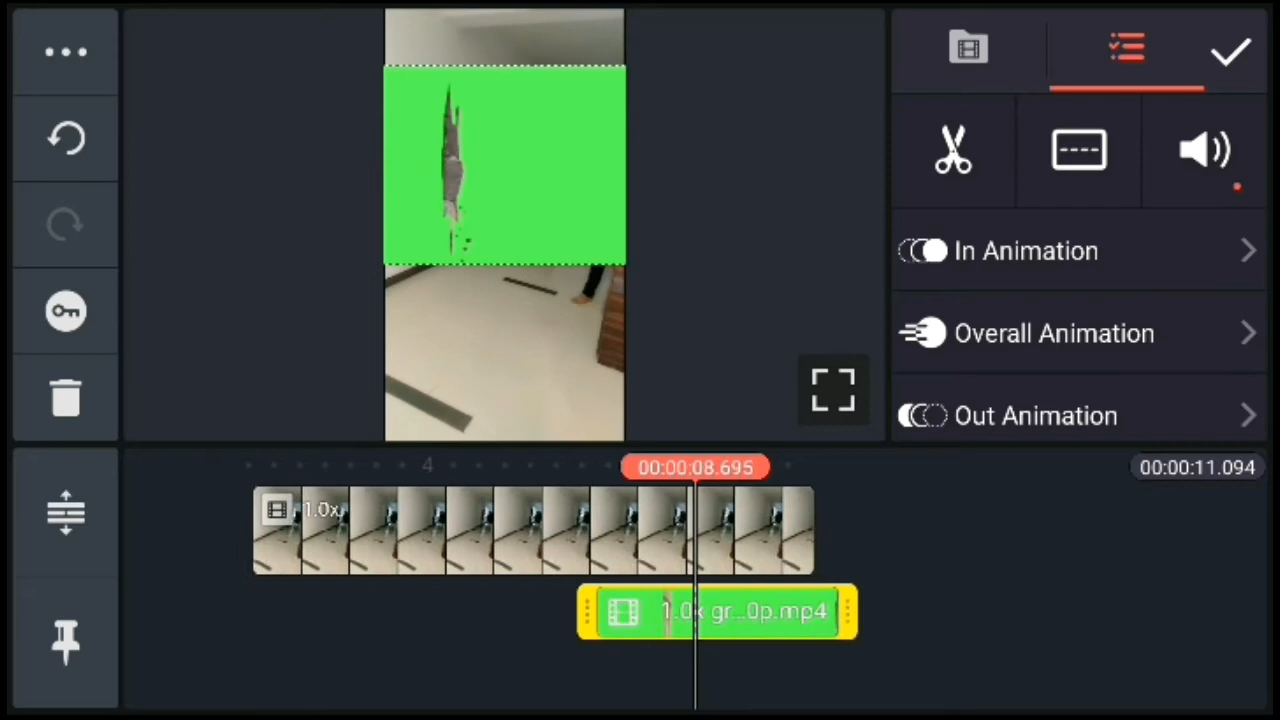 In Animation
Overall Animation
Out Animation
4
00:00:08.695
00:00:11.094
1.0x
1.0x gr...0p.mp4